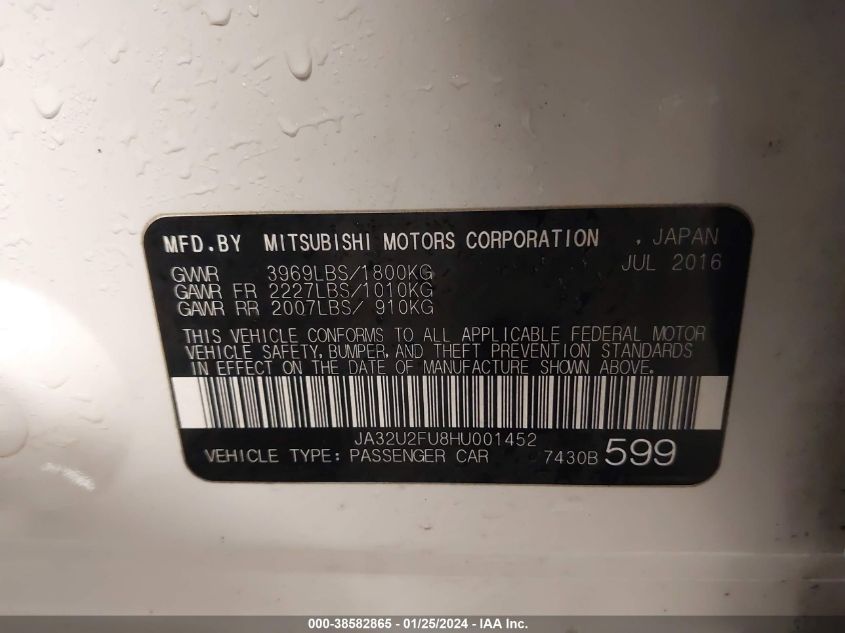 MFD.BY MITSUBISHI MOTORS CORPORATION , JAPAN
JUL 2016
GVWR 3969LBS/1800KG
GAWR FR 2227LBS/1010KG
GAWR RR 2007LBS/ 910KG
THIS VEHICLE CONFORMS TO ALL APPLICABLE FEDERAL MOTOR
VEHICLE SAFETY, BUMPER, AND THEFT PREVENTION STANDARDS
IN EFFECT ON THE DATE OF MANUFACTURE SHOWN ABOVE.
JA32U2FU8HU001452
VEHICLE TYPE: PASSENGER CAR 7430B 599
000-38582865 - 01/25/2024 - IAA Inc.